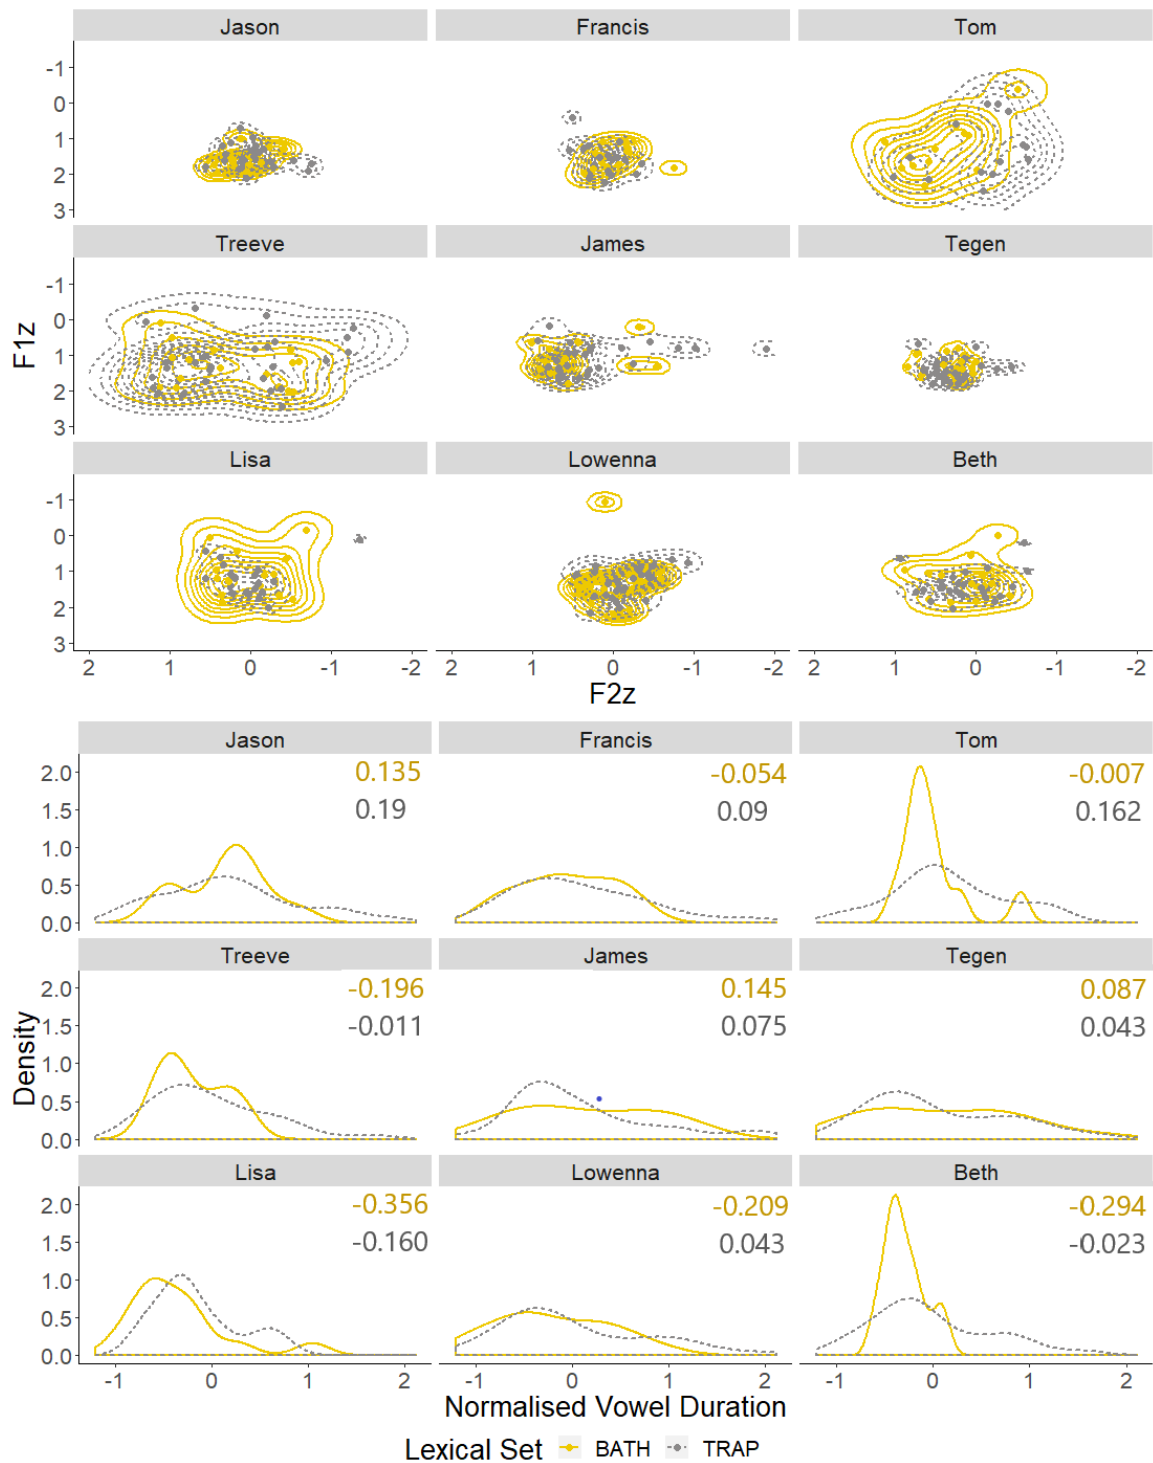 Jason Francis Tom
-1
0
1
2
3
Treeve James Tegen
-1
0
1
2
3
F1z
Lisa Lowenna Beth
-1
0
1
2
3
2 1 0 -1 -2 2 1 0 -1 -2 2 1 0 -1 -2
F2z
Jason Francis Tom
2.0 0.135 -0.054 -0.007
1.5 0.19 0.09 0.162
1.0
0.5
0.0
Treeve James Tegen
2.0 -0.196 0.145 0.087
1.5 -0.011 0.075 0.043
1.0
0.5
0.0
Density
Lisa Lowenna Beth
2.0 -0.356 -0.209 -0.294
1.5 -0.160 0.043 -0.023
1.0
0.5
0.0
-1 0 1 2 -1 0 1 2 -1 0 1 2
Normalised Vowel Duration
Lexical Set BATH TRAP